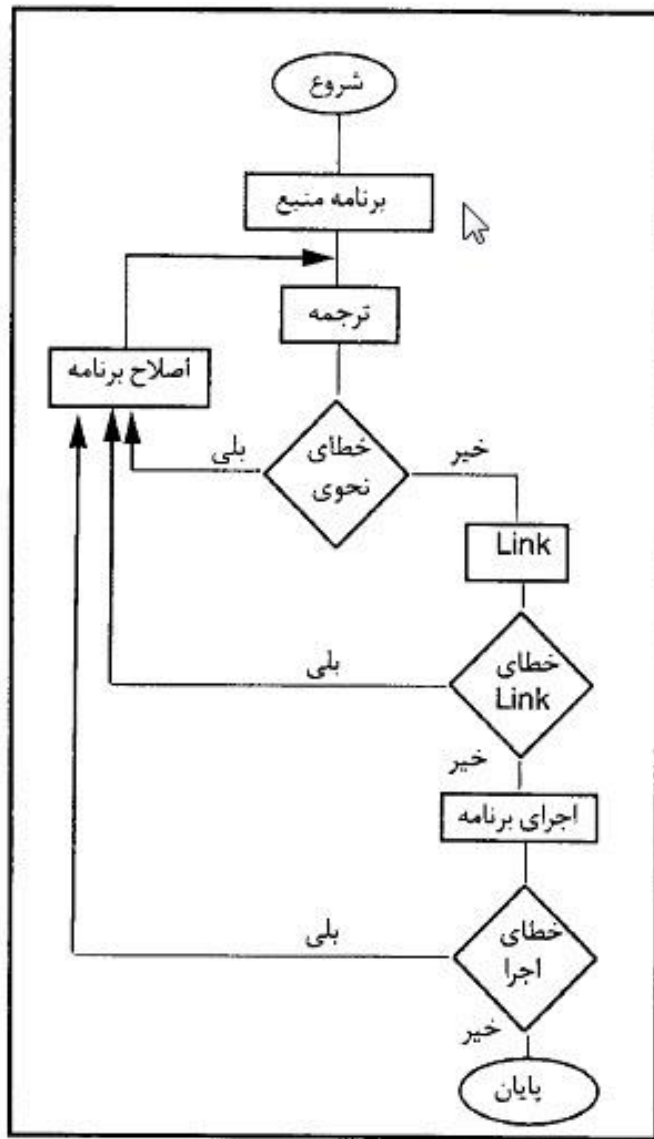 شروع
برنامه منبع
ترجمه
أصلاح برنامه
خطای
نحوی
بلی
خیر
Link
خطای
Link
بلی
خیر
اجرای برنامه
خطای
اجرا
بلی
خیر
پایان